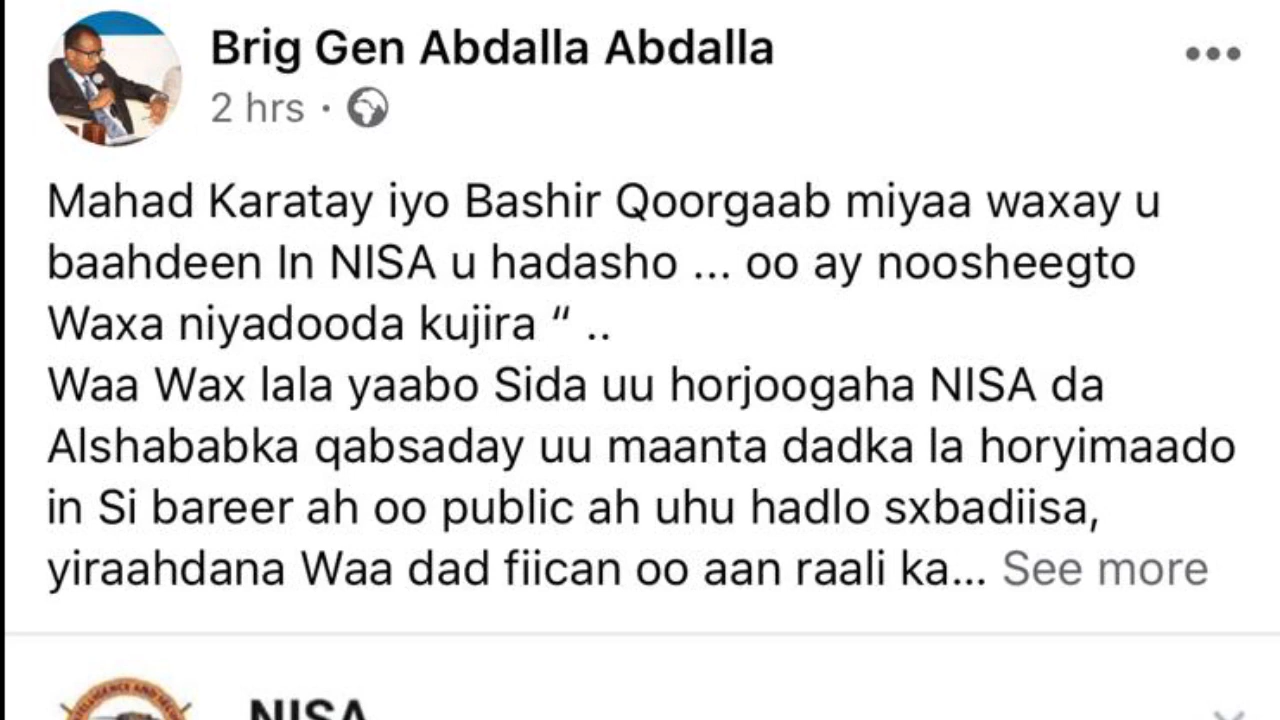 Brig Gen Abdalla Abdalla
2 hrs ·
Mahad Karatay iyo Bashir Qoorgaab miyaa waxay u
baahdeen In NISA u hadasho ... oo ay noosheegto
Waxa niyadooda kujira “ ..
Waa Wax lala yaabo Sida uu horjoogaha NISA da
Alshababka qabsaday uu maanta dadka la horyimaado
in Si bareer ah oo public ah uhu hadlo sxbadiisa,
yiraahdana Waa dad fiican oo aan raali ka... See more
NISA